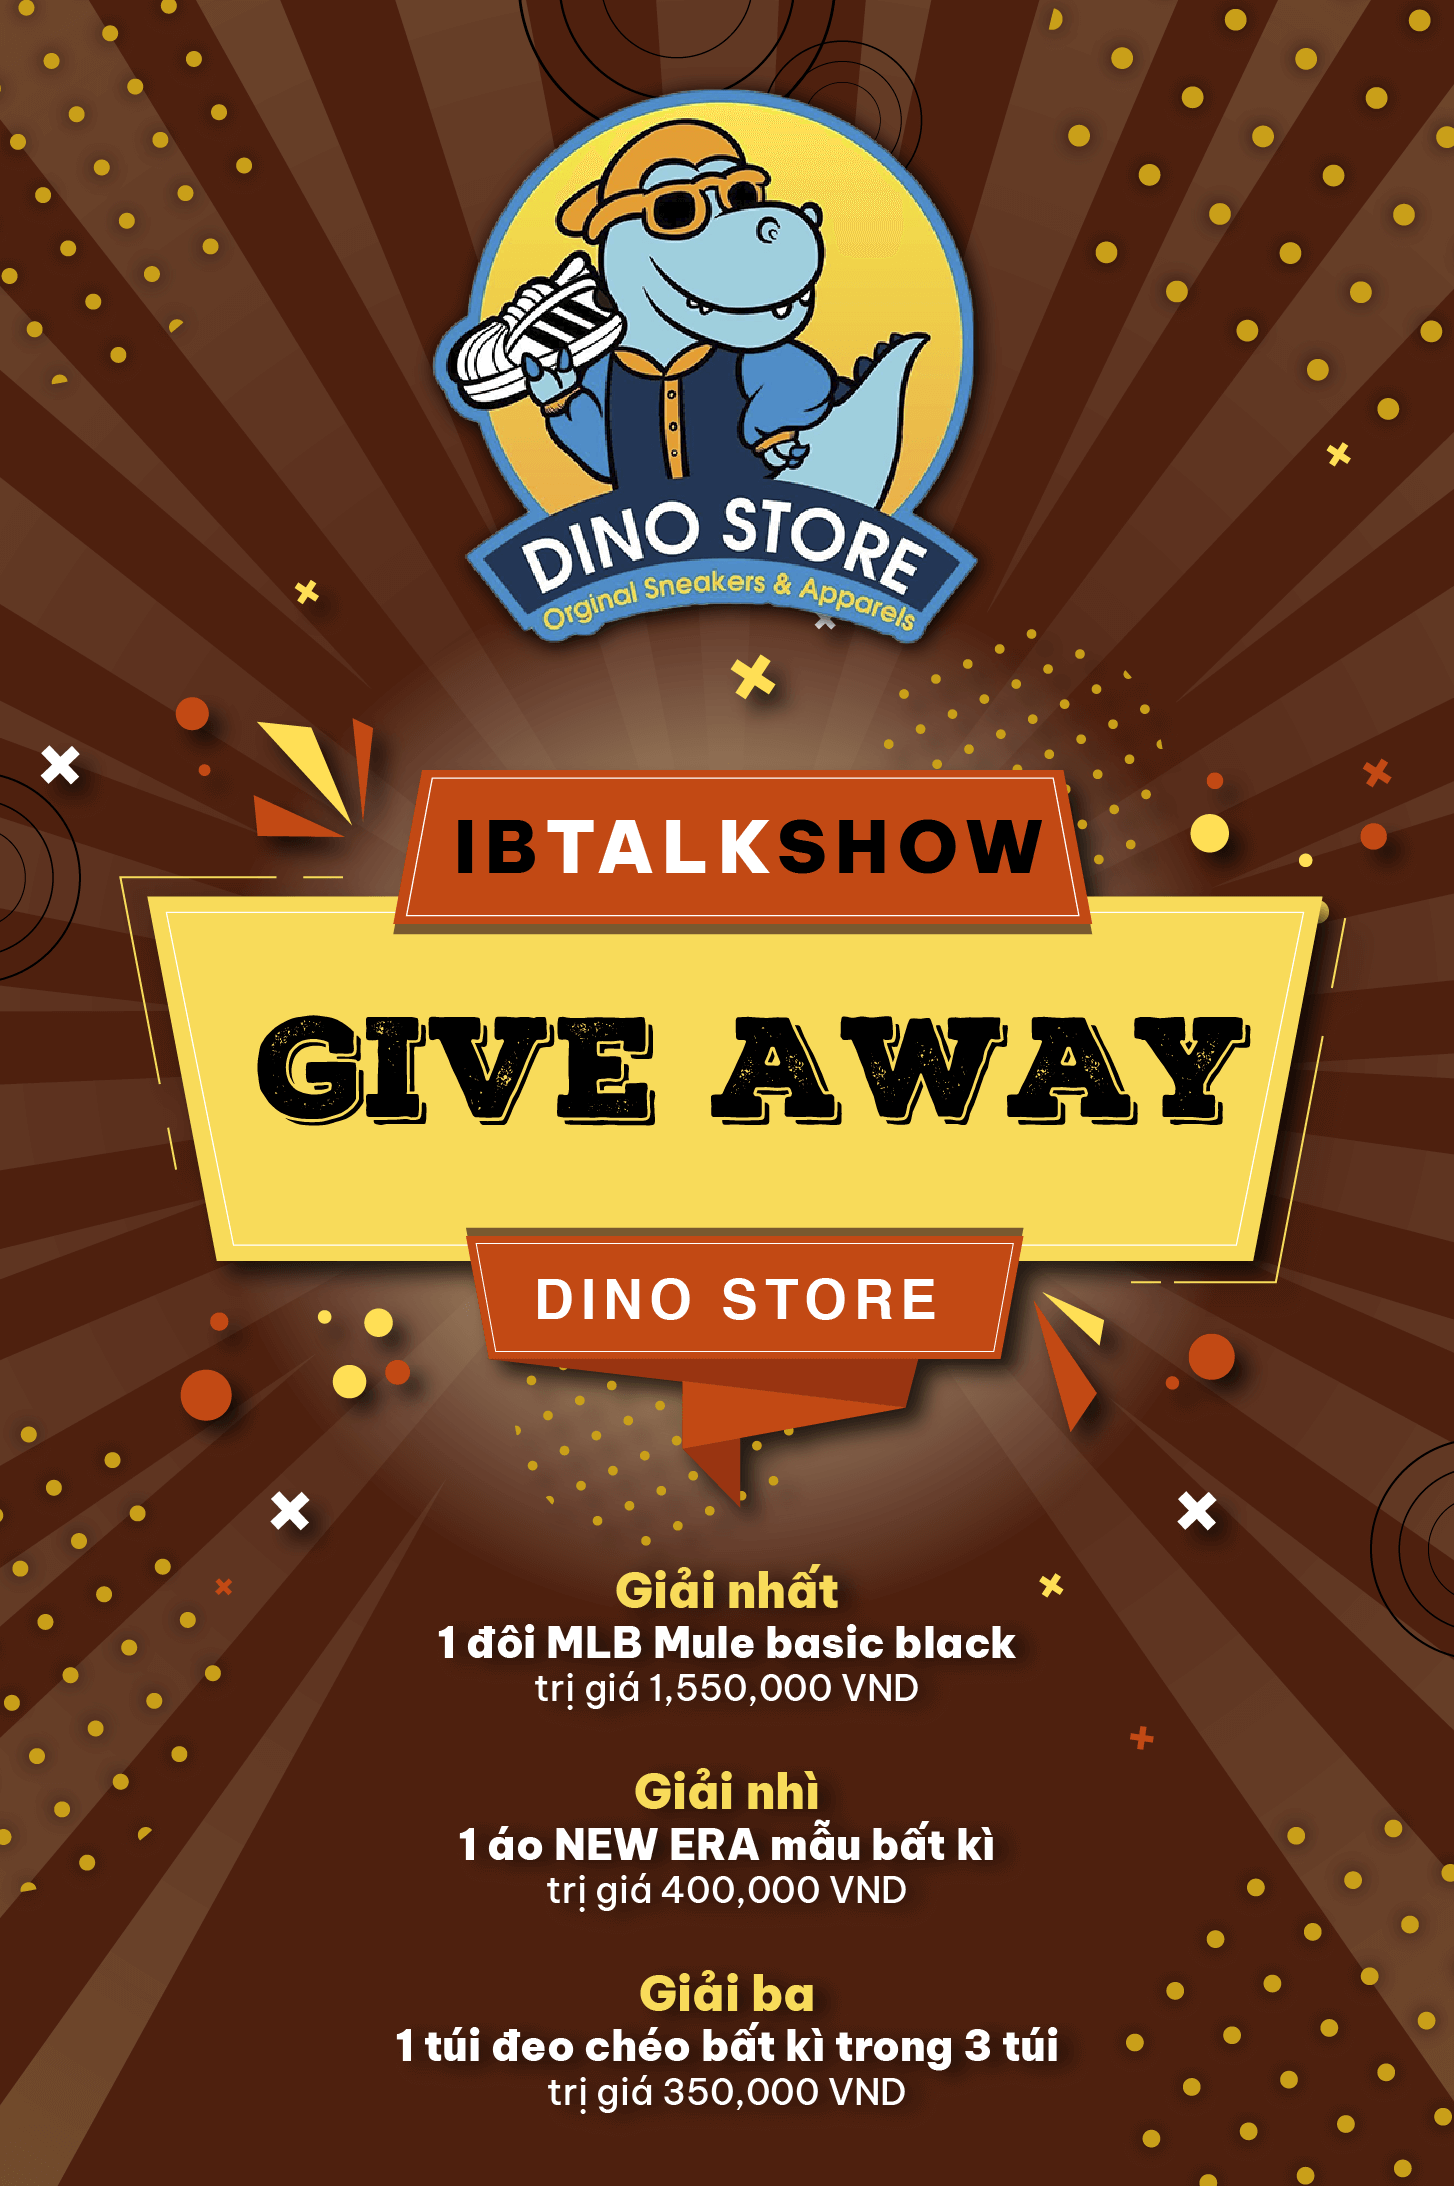 DINO STORE
Orginal Sneakers & Apparels
IBTALKSHOW
GIVE AWAY
DINO STORE
Giải nhất
1 đôi MLB Mule basic black
trị giá 1,550,000 VND
Giải nhì
1 áo NEW ERA mẫu bất kì
trị giá 400,000 VND
Giải ba
1 túi đeo chéo bất kì trong 3 túi
trị giá 350,000 VND